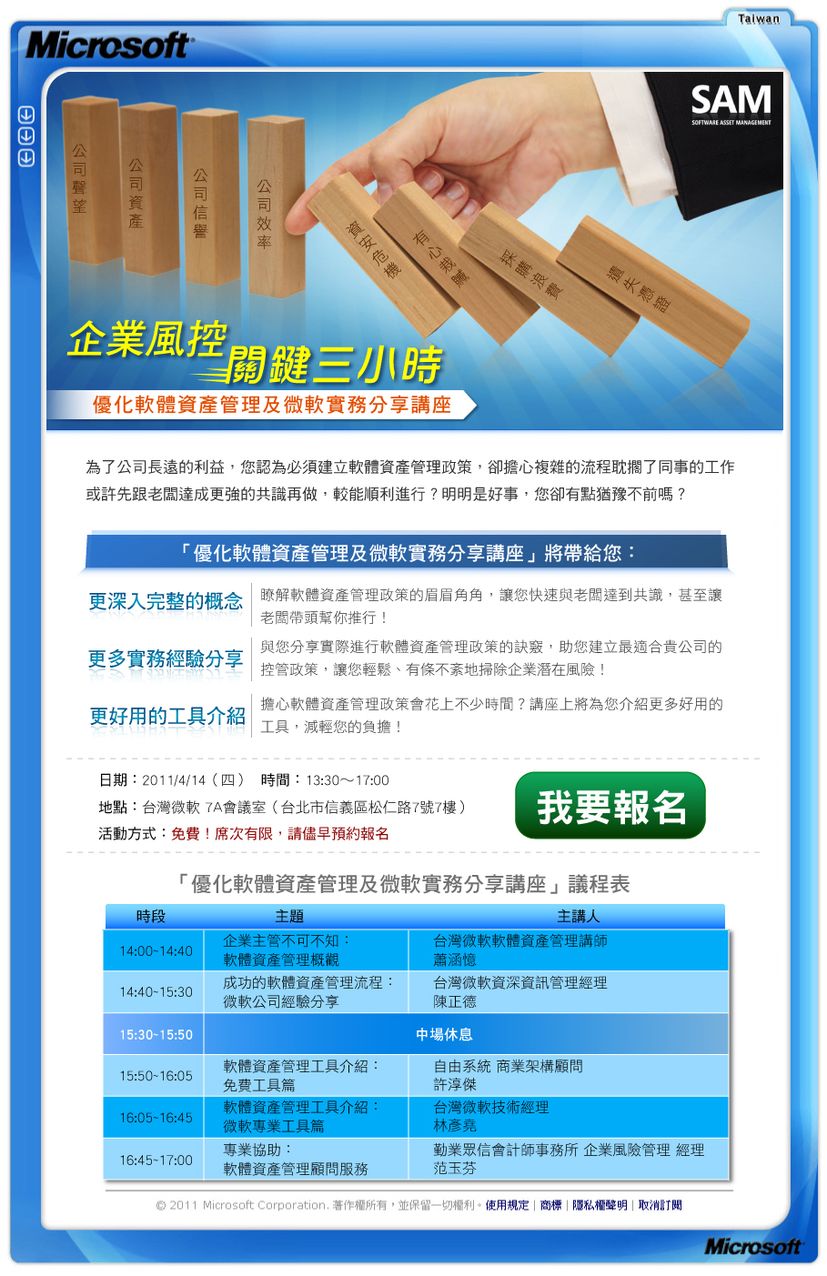 Taiwan
Microsoft
SAM
SOFTWARE ASSET MANAGEMENT
公司聲望
公司資產
公司信譽
公司效率
資安危機
有心栽贓
採購浪費
遺失憑證
企業風控
關鍵三小時
優化軟體資產管理及微軟實務分享講座
為了公司長遠的利益，您認為必須建立軟體資產管理政策，卻擔心複雜的流程耽擱了同事的工作
或許先跟老闆達成更強的共識再做，較能順利進行？明明是好事，您卻有點猶豫不前嗎？
「優化軟體資產管理及微軟實務分享講座」將帶給您：
更深入完整的概念
瞭解軟體資產管理政策的眉眉角角，讓您快速與老闆達到共識，甚至讓
老闆帶頭幫你推行！
更多實務經驗分享
與您分享實際進行軟體資產管理政策的訣竅，助您建立最適合貴公司的
控管政策，讓您輕鬆、有條不紊地掃除企業潛在風險！
更好用的工具介紹
擔心軟體資產管理政策會花上不少時間？講座上將為您介紹更多好用的
工具，減輕您的負擔！
日期：2011/4/14（四） 時間：13:30～17:00
地點：台灣微軟 7A會議室（台北市信義區松仁路7號7樓）
活動方式：免費！席次有限，請儘早預約報名
我要報名
「優化軟體資產管理及微軟實務分享講座」議程表
時段 主題 主講人
14:00~14:40
企業主管不可不知：
軟體資產管理概觀
台灣微軟軟體資產管理講師
蕭涵憶
14:40~15:30
成功的軟體資產管理流程：
微軟公司經驗分享
台灣微軟資深資訊管理經理
陳正德
15:30~15:50 中場休息
15:50~16:05
軟體資產管理工具介紹：
免費工具篇
自由系統 商業架構顧問
許淳傑
16:05~16:45
軟體資產管理工具介紹：
微軟專業工具篇
台灣微軟技術經理
林彥堯
16:45~17:00
專業協助：
軟體資產管理顧問服務
勤業眾信會計師事務所 企業風險管理 經理
范玉芬
© 2011 Microsoft Corporation. 著作權所有，並保留一切權利。使用規定 | 商標 | 隱私權聲明 | 取消訂閱
Microsoft